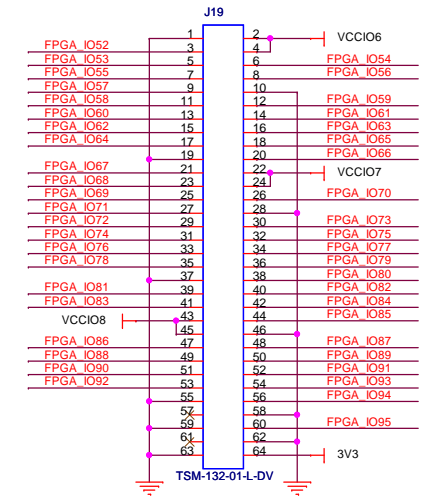 J19
1 2 VCCIO6
FPGA_IO52 3 4
FPGA_IO53 5 6 FPGA_IO54
FPGA_IO55 7 8 FPGA_IO56
FPGA_IO57 9 10
FPGA_IO58 11 12 FPGA_IO59
FPGA_IO60 13 14 FPGA_IO61
FPGA_IO62 15 16 FPGA_IO63
FPGA_IO64 17 18 FPGA_IO65
19 20 FPGA_IO66
FPGA_IO67 21 22 VCCIO7
FPGA_IO68 23 24
FPGA_IO69 25 26 FPGA_IO70
FPGA_IO71 27 28
FPGA_IO72 29 30 FPGA_IO73
FPGA_IO74 31 32 FPGA_IO75
FPGA_IO76 33 34 FPGA_IO77
FPGA_IO78 35 36 FPGA_IO79
37 38 FPGA_IO80
FPGA_IO81 39 40 FPGA_IO82
FPGA_IO83 41 42 FPGA_IO84
VCCIO8 43 44 FPGA_IO85
45 46
FPGA_IO86 47 48 FPGA_IO87
FPGA_IO88 49 50 FPGA_IO89
FPGA_IO90 51 52 FPGA_IO91
FPGA_IO92 53 54 FPGA_IO93
55 56 FPGA_IO94
57 58
59 60 FPGA_IO95
61 62
63 64 3V3
TSM-132-01-L-DV